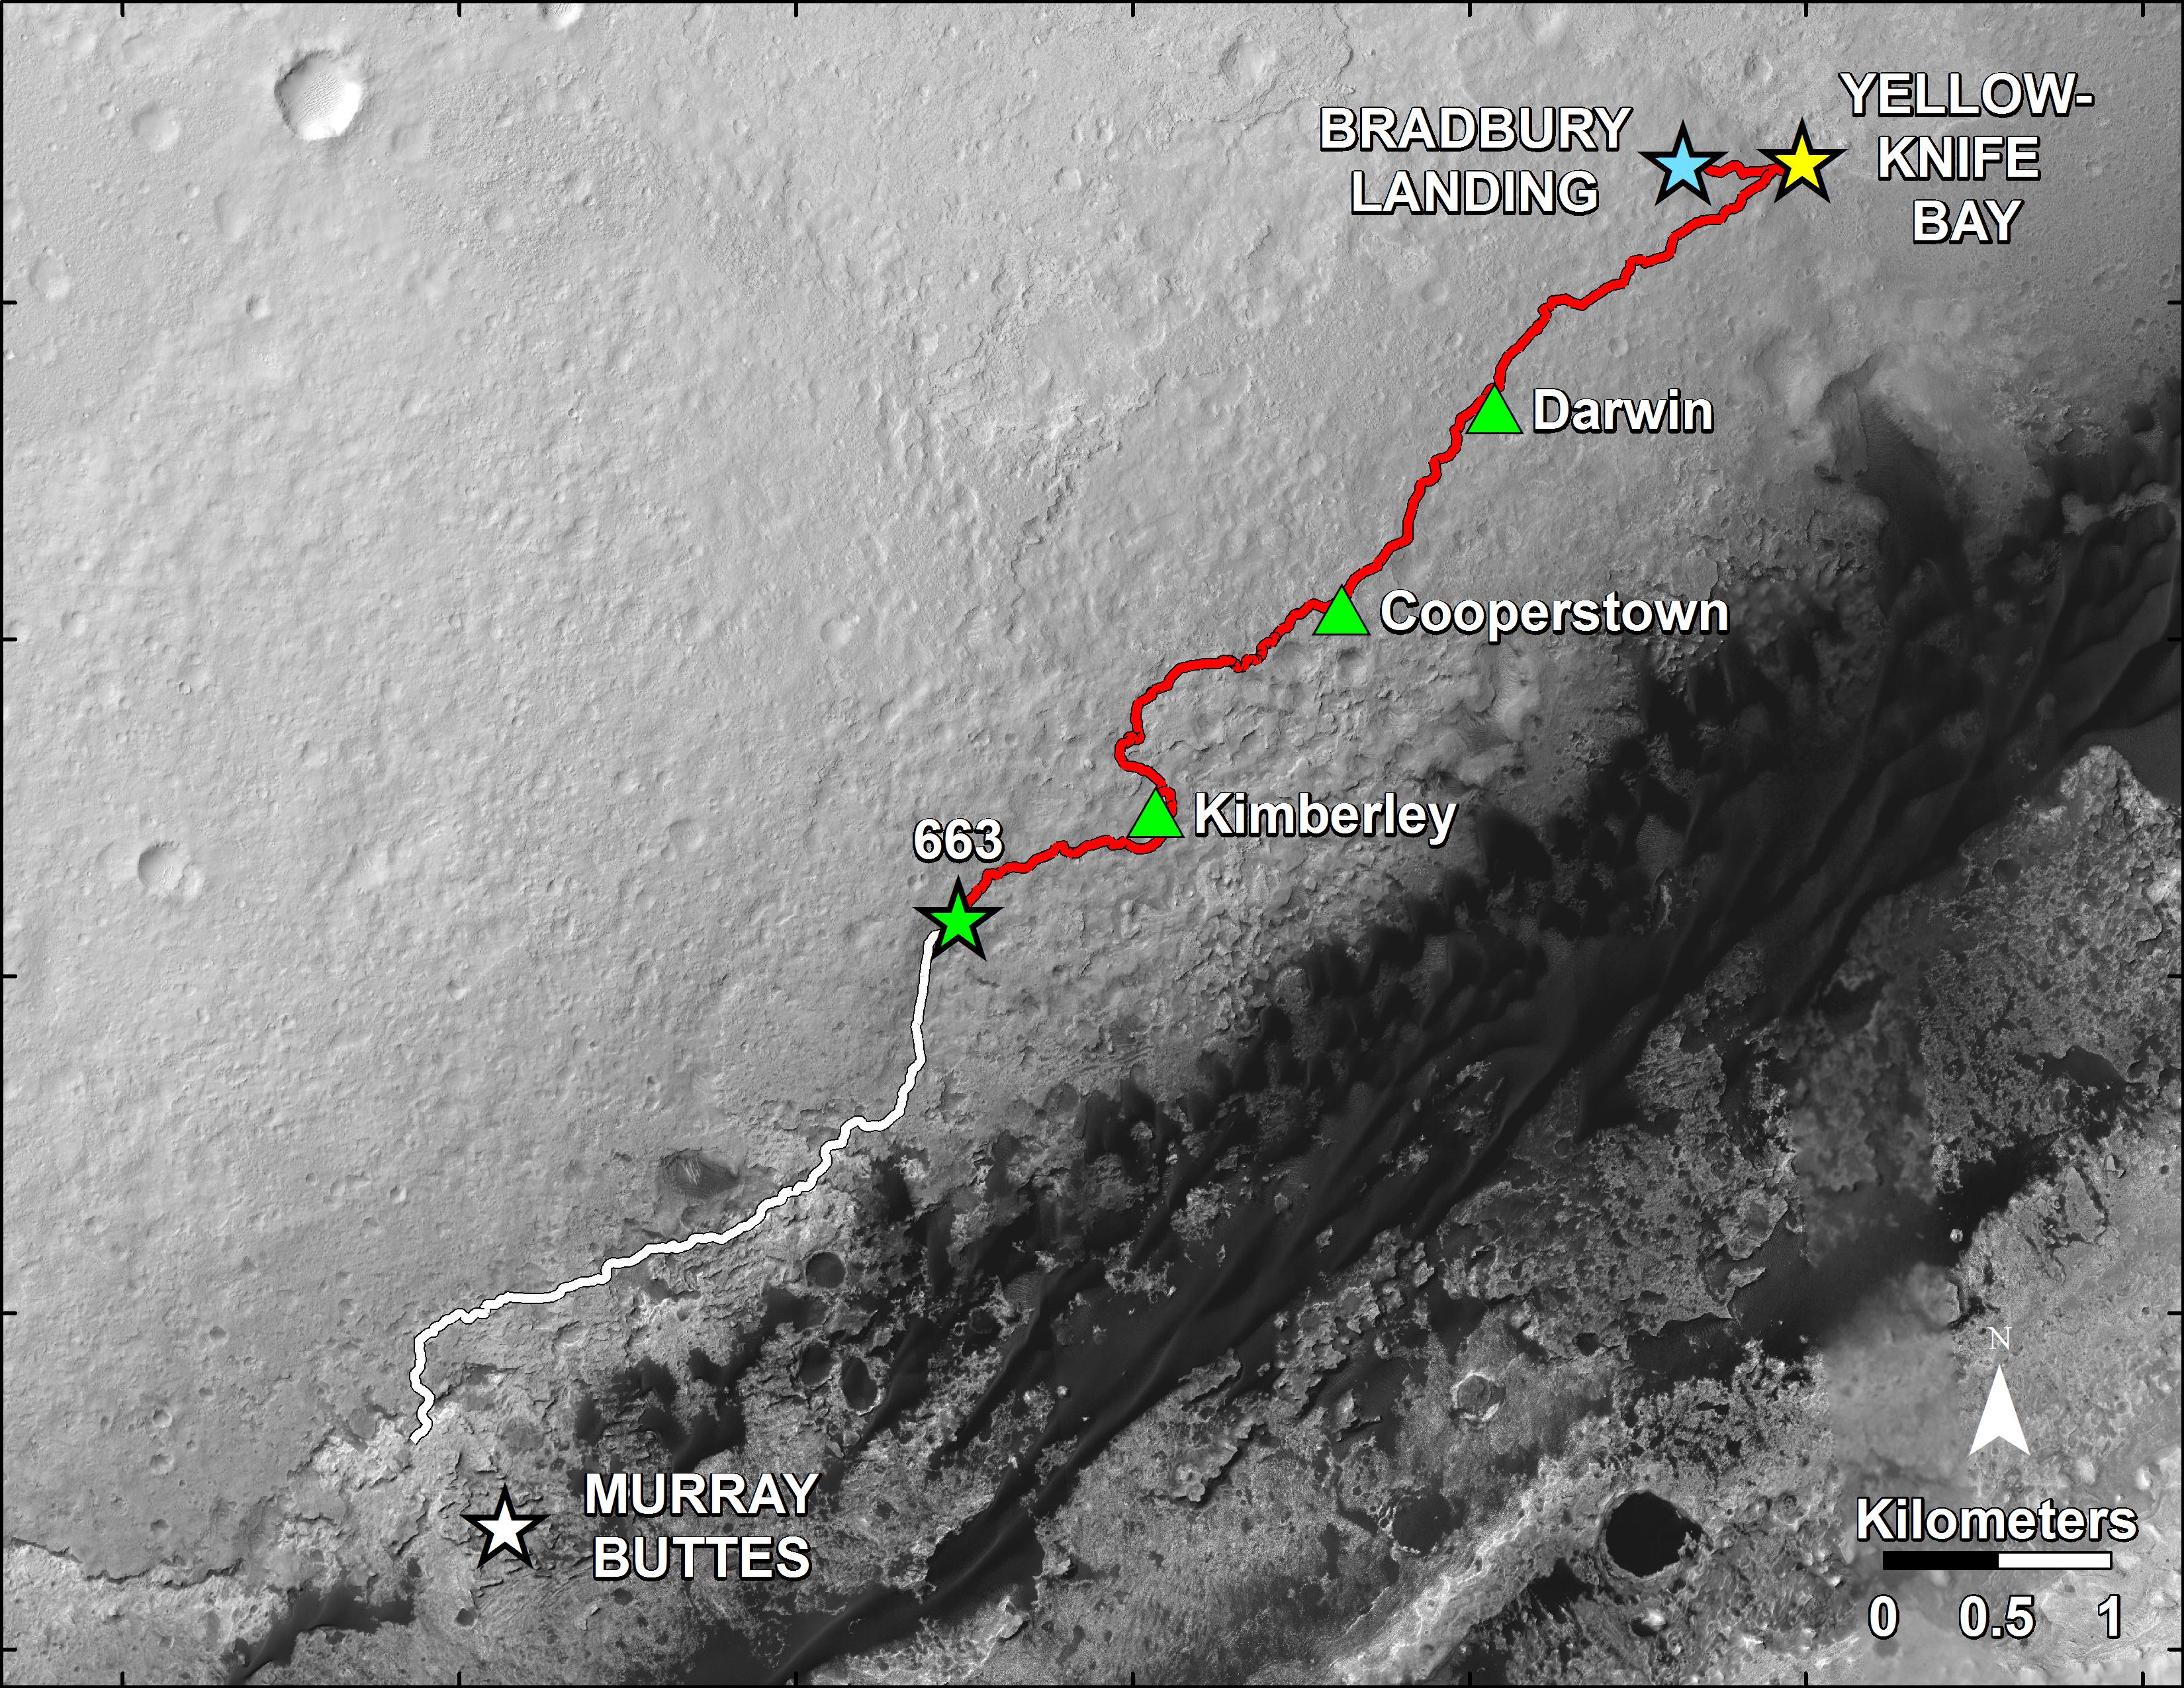 BRADBURY
LANDING
YELLOW-
KNIFE
BAY
Darwin
Cooperstown
Kimberley
663
MURRAY
BUTTES
N
Kilometers
0 0.5 1